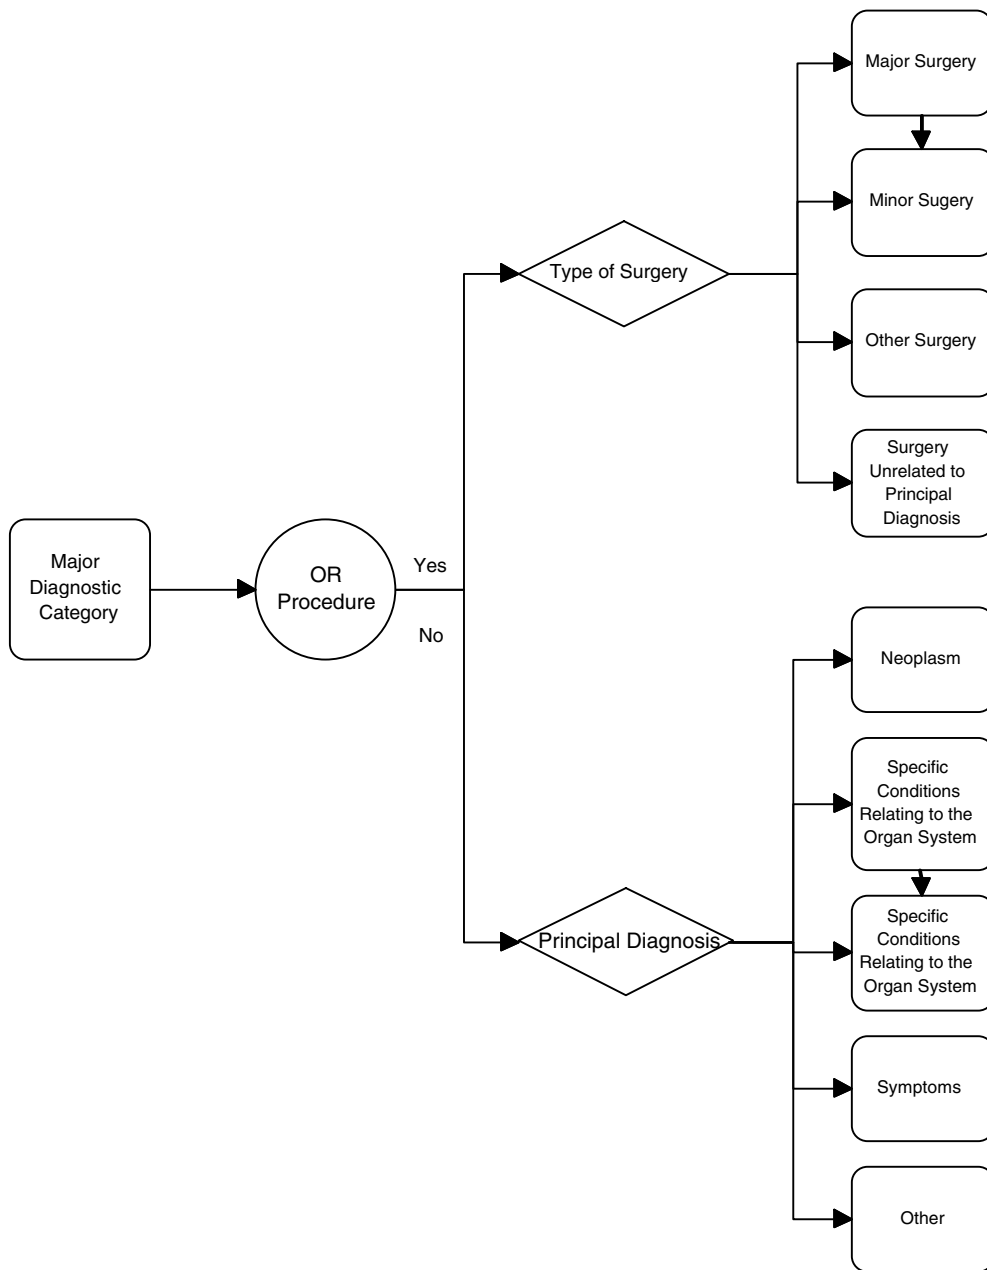 Major Surgery
Minor Sugery
Type of Surgery
Other Surgery
Surgery
Unrelated to
Principal
Diagnosis
Major
Diagnostic
Category
OR
Procedure
Yes
No
Neoplasm
Specific
Conditions
Relating to the
Organ System
Principal Diagnosis
Specific
Conditions
Relating to the
Organ System
Symptoms
Other